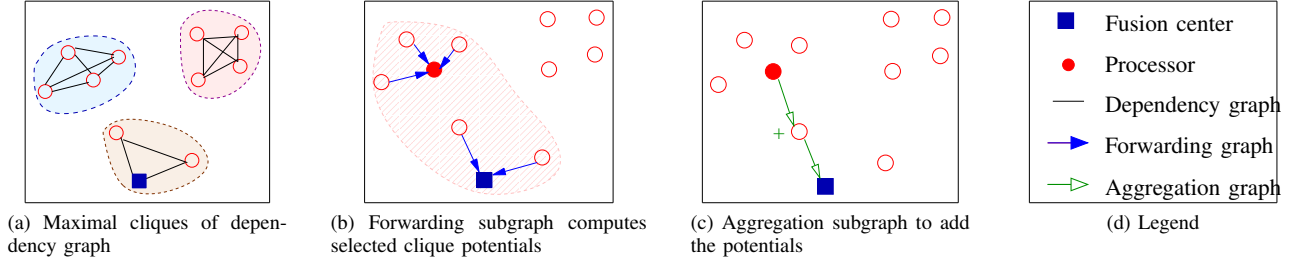 Fusion center
Processor
Dependency graph
Forwarding graph
+
Aggregation graph
(a) Maximal cliques of depen-
dency graph
(b) Forwarding subgraph computes
selected clique potentials
(c) Aggregation subgraph to add
the potentials
(d) Legend